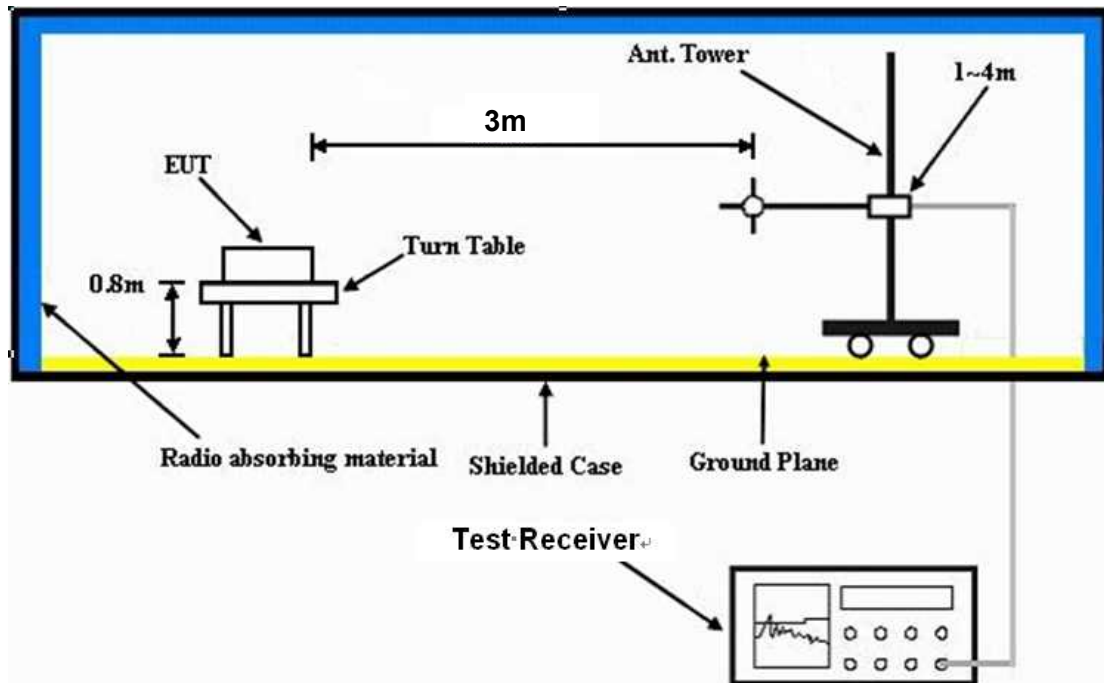 Ant. Tower
1~4m
3m
EUT
Turn Table
0.8m
Radio absorbing material
Shielded Case
Ground Plane
Test Receiver